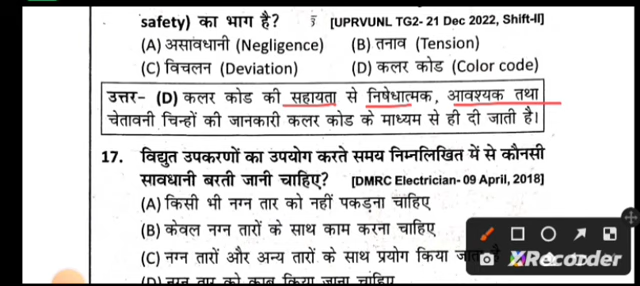 safety) का भाग है? [UPRVUNL TG2- 21 Dec 2022, Shift-II]
(A) असावधानी (Negligence) (B) तनाव (Tension)
(C) विचलन (Deviation) (D) कलर कोड (Color code)
उत्तर- (D) कलर कोड की सहायता से निषेधात्मक, आवश्यक तथा
चेतावनी चिन्हों की जानकारी कलर कोड के माध्यम से ही दी जाती है।
17. विद्युत उपकरणों का उपयोग करते समय निम्नलिखित में से कौनसी
सावधानी बरती जानी चाहिए? [DMRC Electrician- 09 April, 2018]
(A) किसी भी नग्न तार को नहीं पकड़ना चाहिए
(B) केवल नग्न तारों के साथ काम करना चाहिए
(C) नग्न तारों और अन्य तारों के साथ प्रयोग किया जाता है
(D) नग्न तार को काबू किया जाना चाहिए
XRecorder